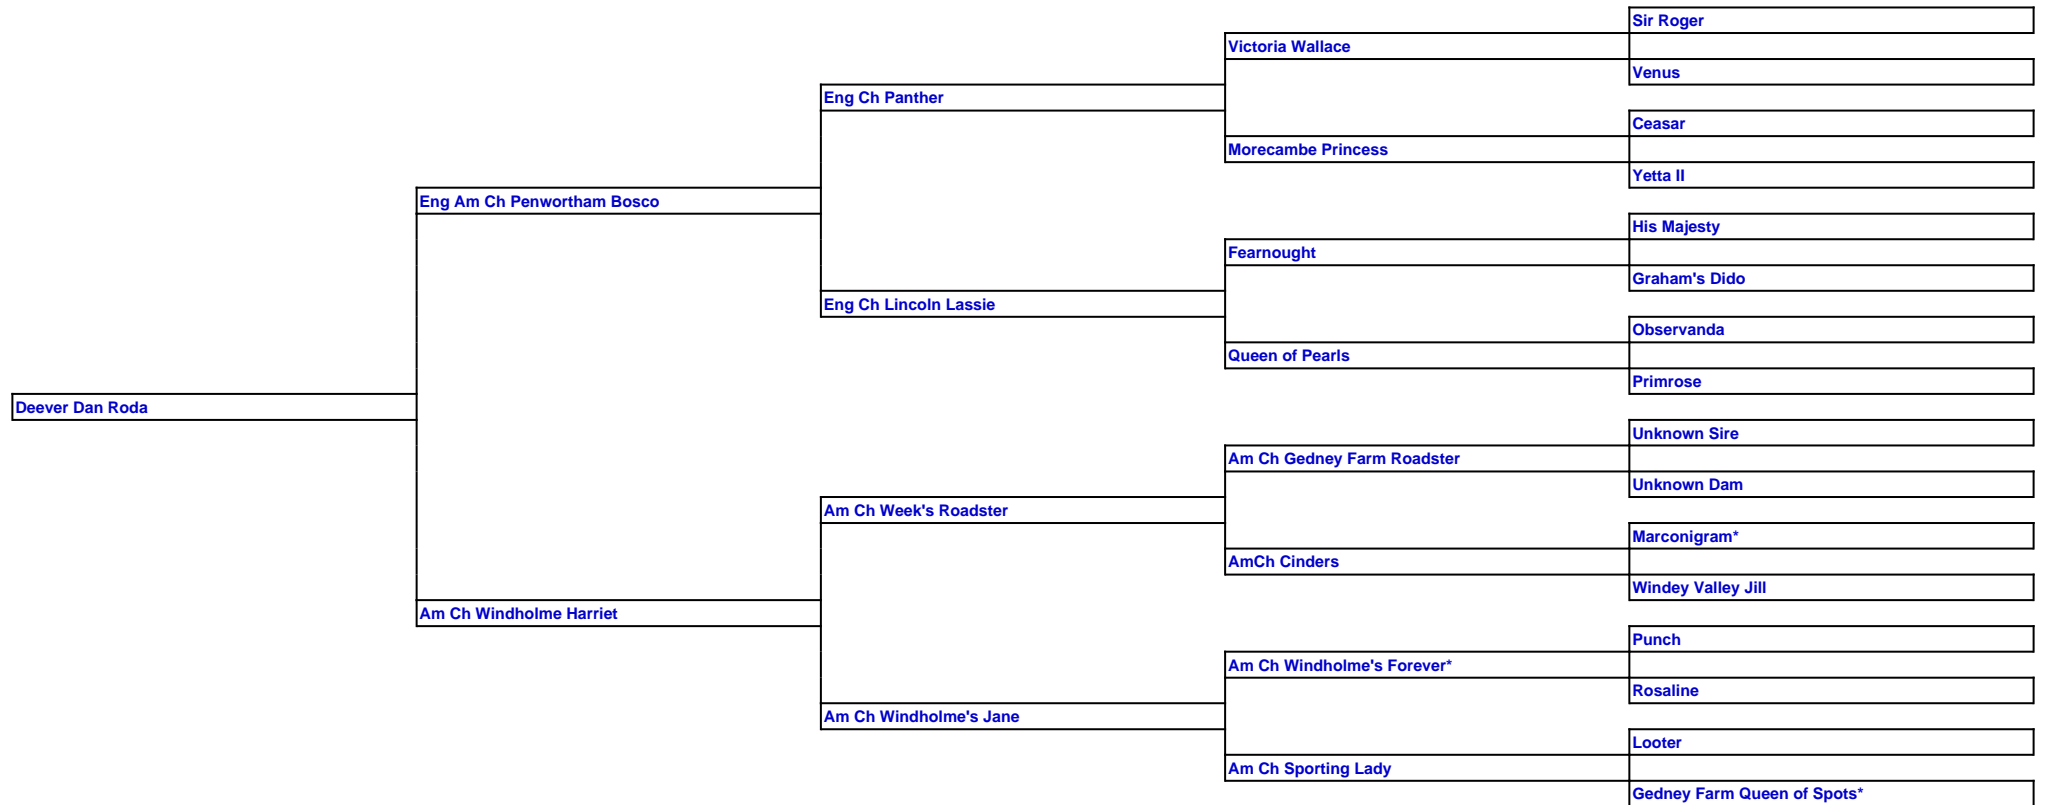 Sir Roger
Victoria Wallace
Venus
Eng Ch Panther
Ceasar
Morecambe Princess
Yetta II
Eng Am Ch Penwortham Bosco
His Majesty
Fearnought
Graham's Dido
Eng Ch Lincoln Lassie
Observanda
Queen of Pearls
Primrose
Deever Dan Roda
Unknown Sire
Am Ch Gedney Farm Roadster
Unknown Dam
Am Ch Week's Roadster
Marconigram*
AmCh Cinders
Windey Valley Jill
Am Ch Windholme Harriet
Punch
Am Ch Windholme's Forever*
Rosaline
Am Ch Windholme's Jane
Looter
Am Ch Sporting Lady
Gedney Farm Queen of Spots*